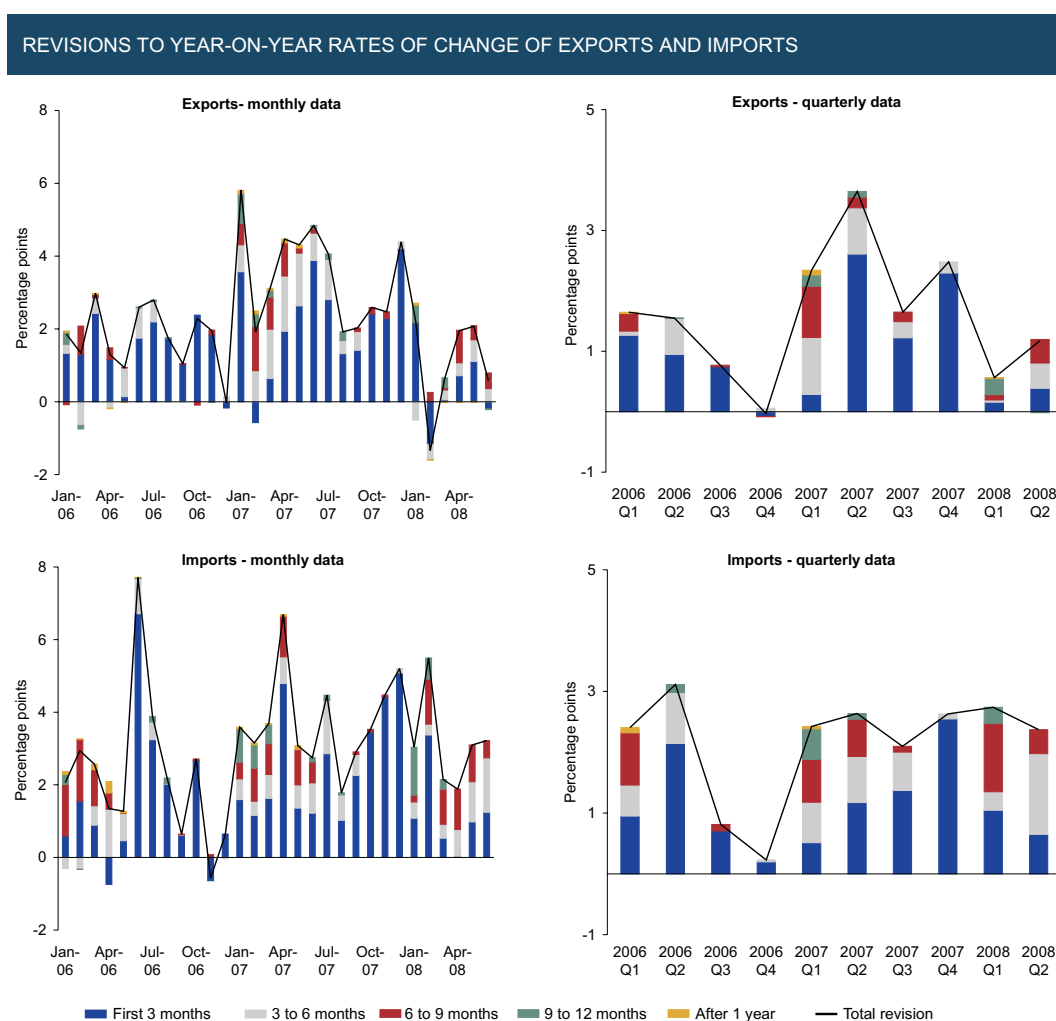 REVISIONS TO YEAR-ON-YEAR RATES OF CHANGE OF EXPORTS AND IMPORTS
Exports- monthly data
Percentage points
8
6
4
2
0
-2
Jan-06 Apr-06 Jul-06 Oct-06 Jan-07 Apr-07 Jul-07 Oct-07 Jan-08 Apr-08
Exports - quarterly data
Percentage points
5
3
1
-1
2006 2006 2006 2006 2007 2007 2007 2007 2008 2008
Q1 Q2 Q3 Q4 Q1 Q2 Q3 Q4 Q1 Q2
Imports - monthly data
Percentage points
8
6
4
2
0
-2
Jan-06 Apr-06 Jul-06 Oct-06 Jan-07 Apr-07 Jul-07 Oct-07 Jan-08 Apr-08
Imports - quarterly data
Percentage points
5
3
1
-1
2006 2006 2006 2006 2007 2007 2007 2007 2008 2008
Q1 Q2 Q3 Q4 Q1 Q2 Q3 Q4 Q1 Q2
First 3 months 3 to 6 months 6 to 9 months 9 to 12 months After 1 year Total revision